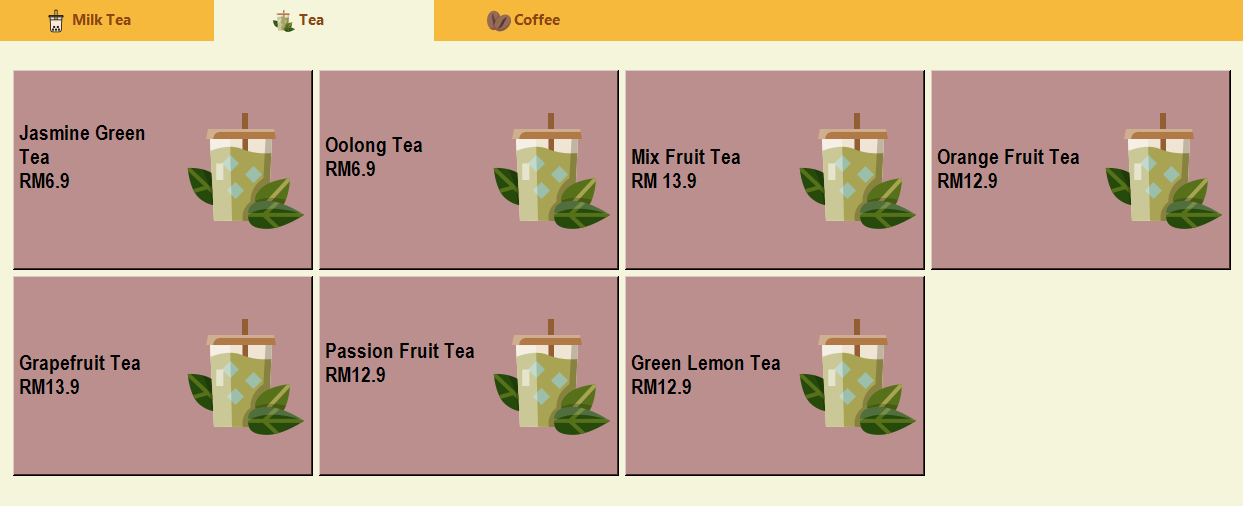 Milk Tea
Tea
Coffee
Jasmine Green
Tea
RM6.9
Oolong Tea
RM6.9
Mix Fruit Tea
RM 13.9
Orange Fruit Tea
RM12.9
Grapefruit Tea
RM13.9
Passion Fruit Tea
RM12.9
Green Lemon Tea
RM12.9